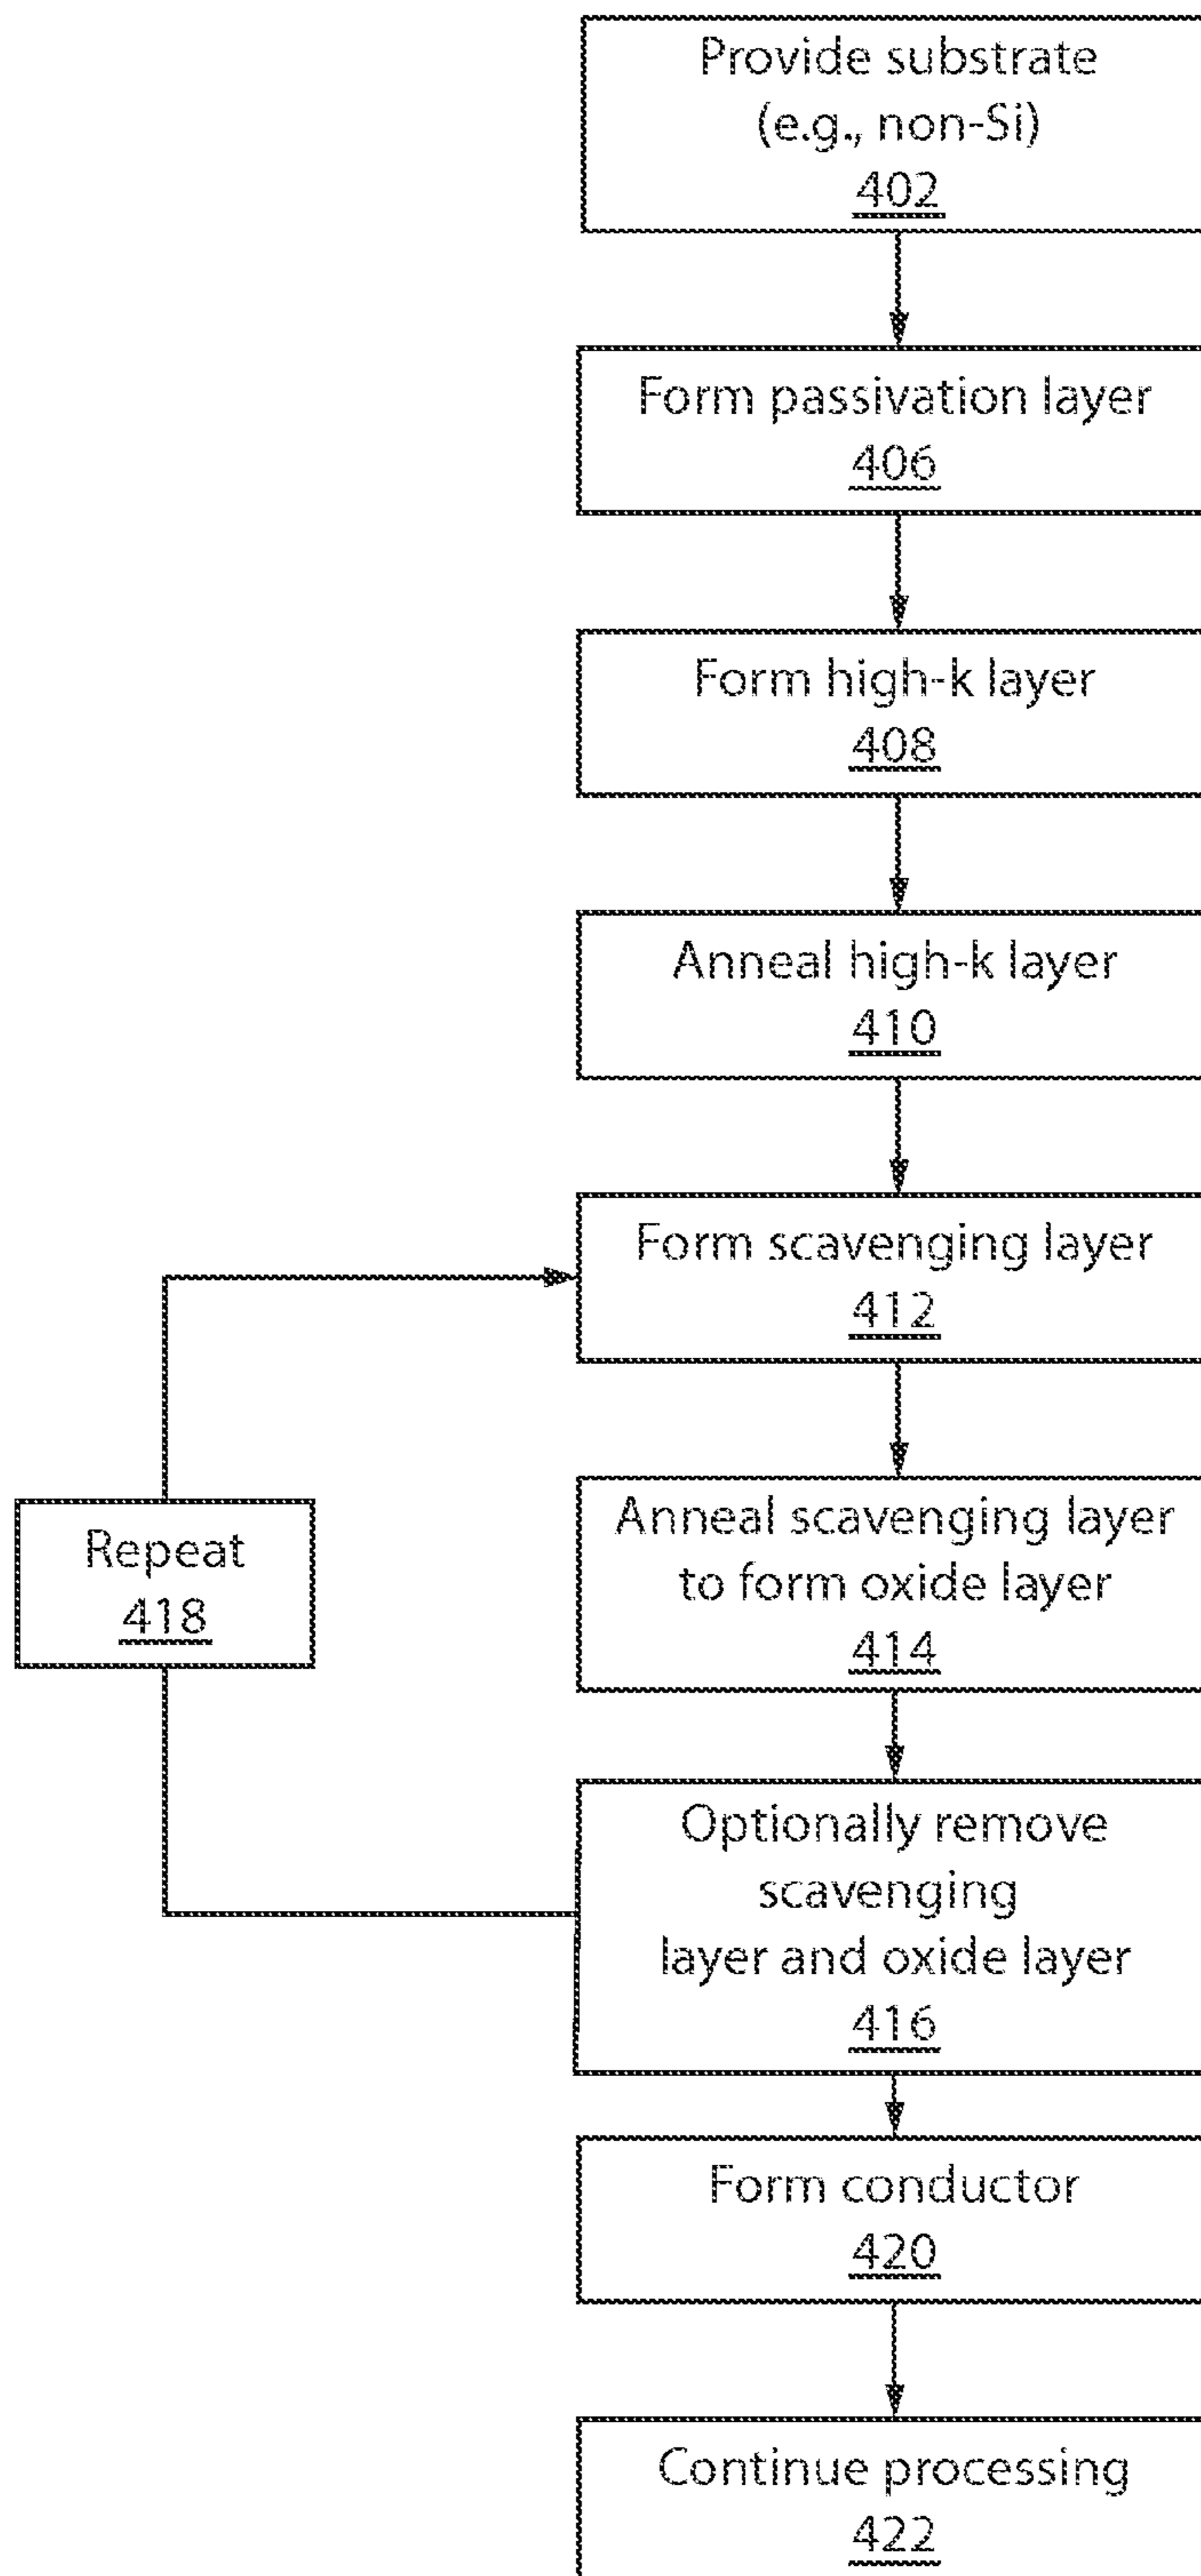 Provide substrate
(e.g., non-Si)
402
Form passivation layer
406
Form high-k layer
408
Anneal high-k layer
410
Form scavenging layer
412
Anneal scavenging layer
to form oxide layer
414
Repeat
418
Optionally remove
scavenging
layer and oxide layer
416
Form conductor
420
Continue processing
422